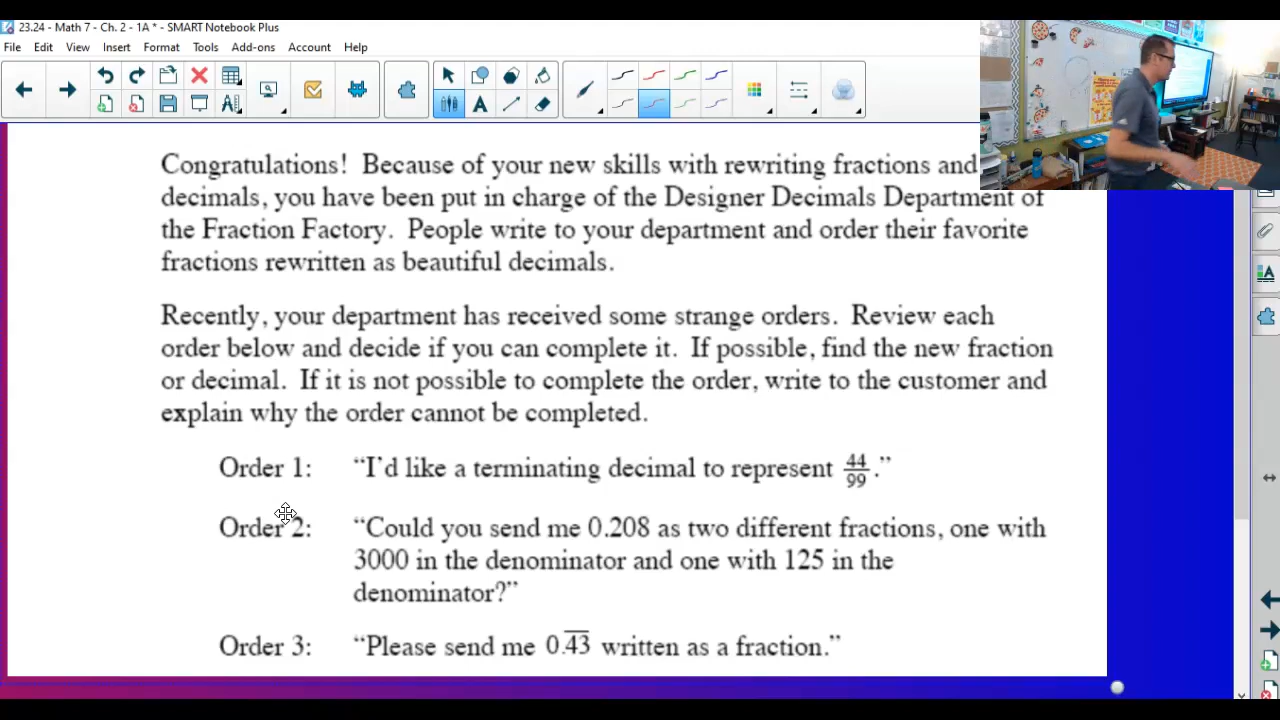 23.24 - Math 7 - Ch. 2 - 1A * - SMART Notebook Plus
File Edit View Insert Format Tools Add-ons Account Help
Congratulations! Because of your new skills with rewriting fractions and
decimals, you have been put in charge of the Designer Decimals Department of
the Fraction Factory. People write to your department and order their favorite
fractions rewritten as beautiful decimals.
Recently, your department has received some strange orders. Review each
order below and decide if you can complete it. If possible, find the new fraction
or decimal. If it is not possible to complete the order, write to the customer and
explain why the order cannot be completed.
Order 1: “I’d like a terminating decimal to represent 44/99.”
Order 2: “Could you send me 0.208 as two different fractions, one with
3000 in the denominator and one with 125 in the
denominator?”
Order 3: “Please send me 0.4̅3̅ written as a fraction.”